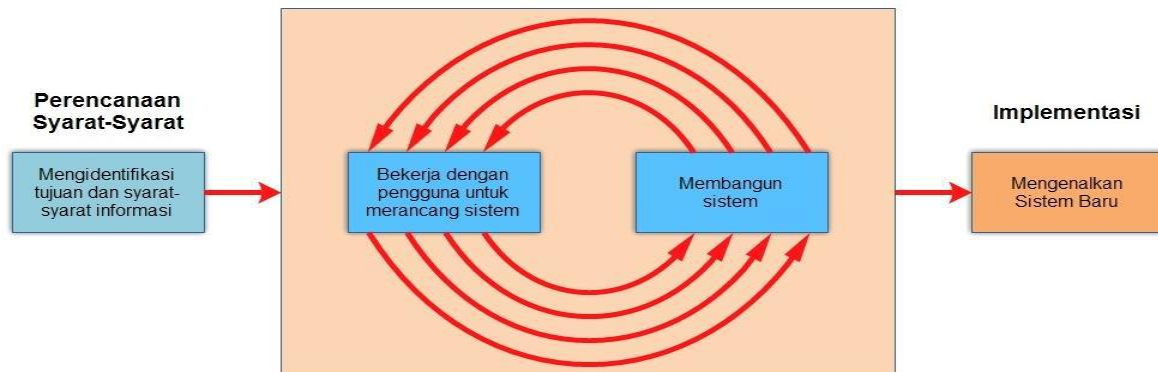 Perencanaan
Syarat-Syarat
Mengidentifikasi
tujuan dan syarat-
syarat informasi
Bekerja dengan
pengguna untuk
merancang sistem
Membangun
sistem
Implementasi
Mengenalkan
Sistem Baru